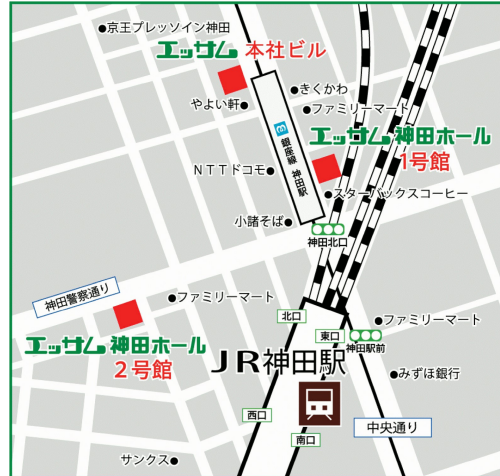 ●京王プレッソイン神田
エッサム 本社ビル
やよい軒●
●きくかわ
●ファミリーマート
エッサム 神田ホール
1号館
銀座線 神田駅
NTTドコモ●
●スターバックスコーヒー
小諸そば●
神田北口
神田警察通り
●ファミリーマート
北口
東口
●ファミリーマート
神田駅前
エッサム 神田ホール
2号館
JR神田駅
●みずほ銀行
西口
中央通り
南口
サンクス●